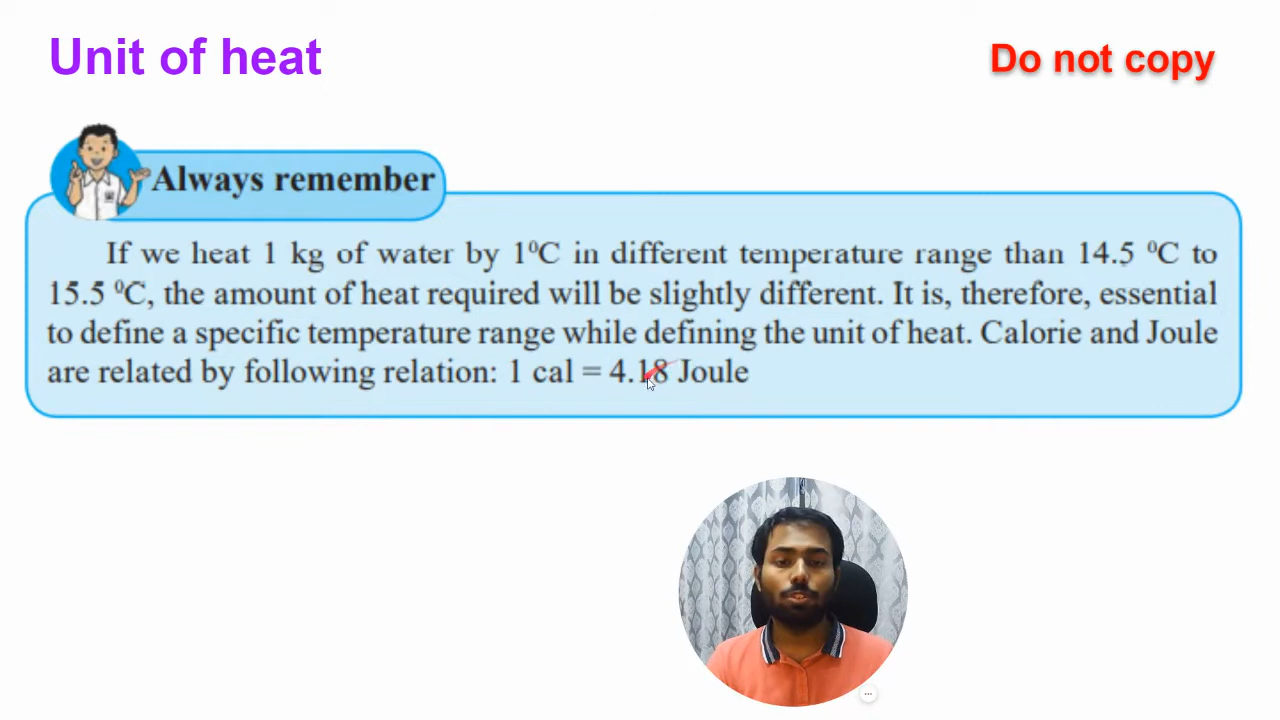 Unit of heat
Do not copy
Always remember
If we heat 1 kg of water by 1⁰C in different temperature range than 14.5 ⁰C to
15.5 ⁰C, the amount of heat required will be slightly different. It is, therefore, essential
to define a specific temperature range while defining the unit of heat. Calorie and Joule
are related by following relation: 1 cal = 4.18 Joule